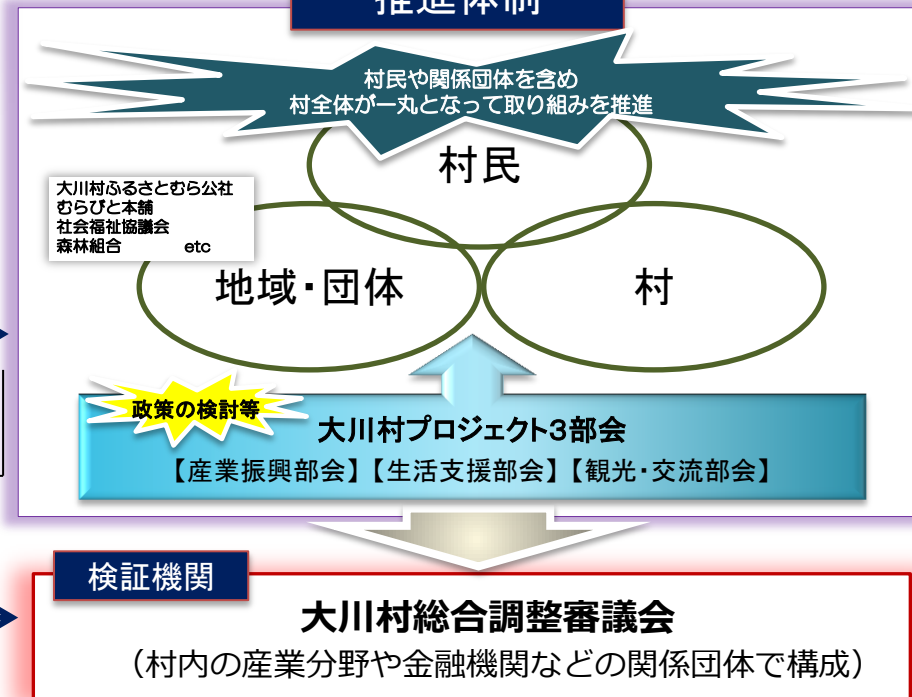 推進体制
村民や関係団体を含め
村全体が一丸となって取り組みを推進
村民
大川村ふるさとむら公社
むらびと本舗
社会福祉協議会
森林組合 etc
地域・団体
村
政策の検討等
大川村プロジェクト3部会
【産業振興部会】【生活支援部会】【観光・交流部会】
検証機関
大川村総合調整審議会
（村内の産業分野や金融機関などの関係団体で構成）